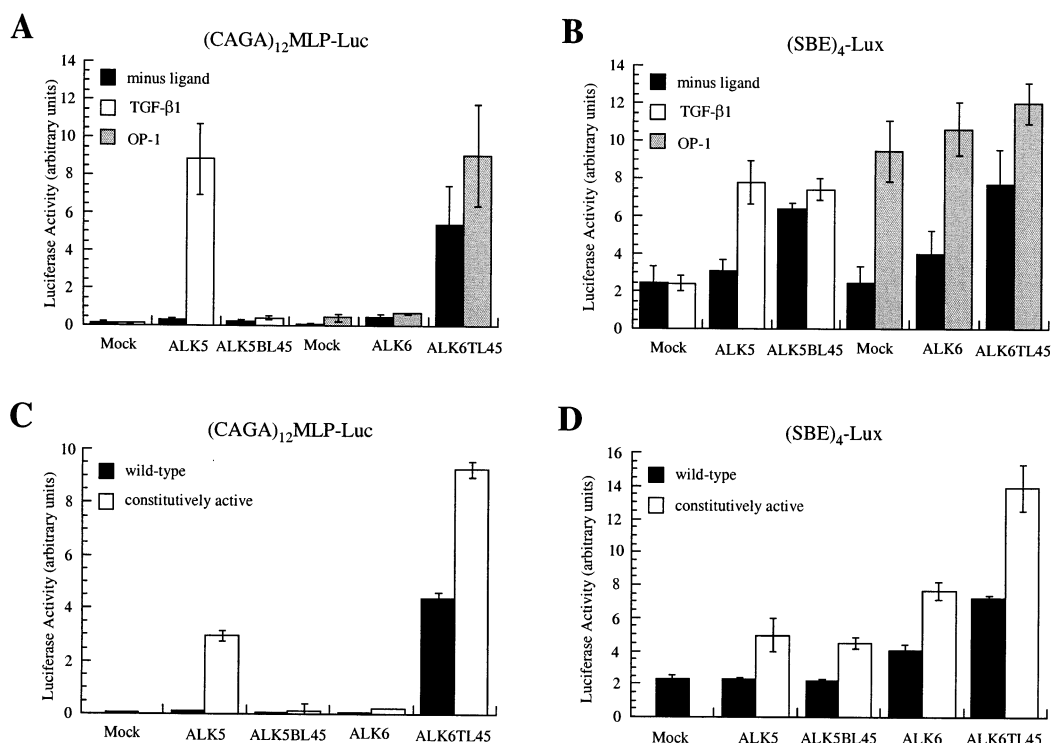 A
(CAGA)12MLP-Luc
Luciferase Activity (arbitrary units)
14
12
10
8
6
4
2
0
minus ligand
TGF-β1
OP-1
Mock ALK5 ALK5BL45 Mock ALK6 ALK6TL45
B
(SBE)4-Lux
Luciferase Activity (arbitrary units)
14
12
10
8
6
4
2
0
minus ligand
TGF-β1
OP-1
Mock ALK5 ALK5BL45 Mock ALK6 ALK6TL45
C
(CAGA)12MLP-Luc
Luciferase Activity (arbitrary units)
10
8
6
4
2
0
wild-type
constitutively active
Mock ALK5 ALK5BL45 ALK6 ALK6TL45
D
(SBE)4-Lux
Luciferase Activity (arbitrary units)
16
14
12
10
8
6
4
2
0
wild-type
constitutively active
Mock ALK5 ALK5BL45 ALK6 ALK6TL45